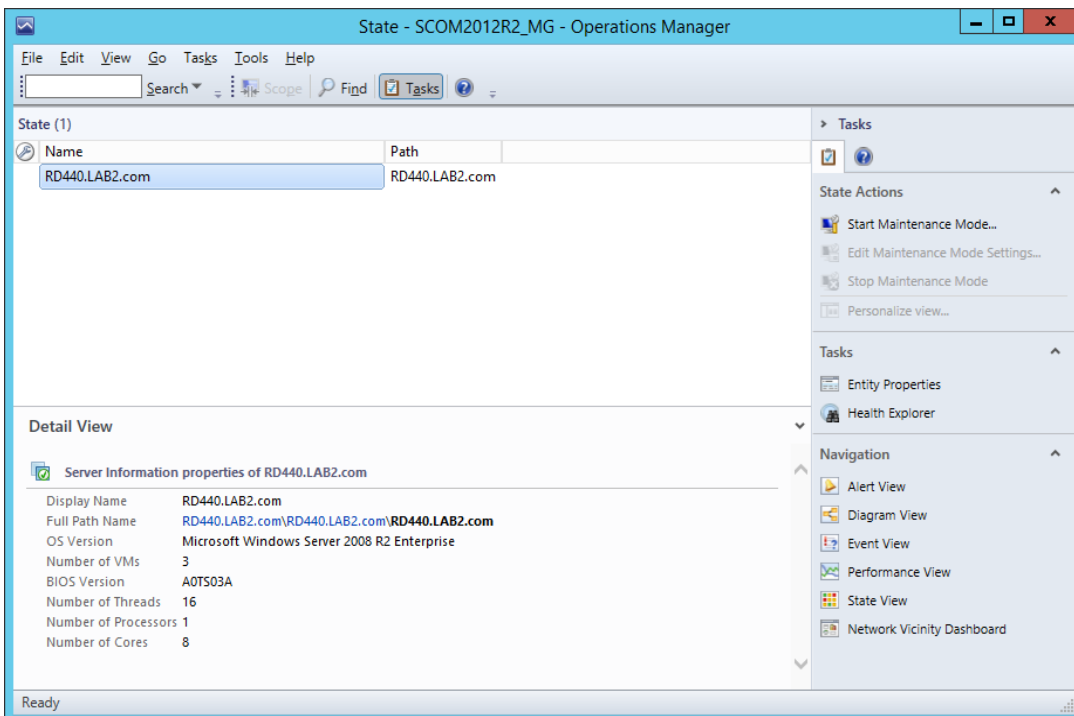 State - SCOM2012R2_MG - Operations Manager
File Edit View Go Tasks Tools Help
Search Scope Find Tasks
State (1)
Name Path
RD440.LAB2.com RD440.LAB2.com
Detail View
Server Information properties of RD440.LAB2.com
Display Name RD440.LAB2.com
Full Path Name RD440.LAB2.com\RD440.LAB2.com\RD440.LAB2.com
OS Version Microsoft Windows Server 2008 R2 Enterprise
Number of VMs 3
BIOS Version A0TS03A
Number of Threads 16
Number of Processors 1
Number of Cores 8
Tasks
State Actions
Start Maintenance Mode...
Edit Maintenance Mode Settings...
Stop Maintenance Mode
Personalize view...
Tasks
Entity Properties
Health Explorer
Navigation
Alert View
Diagram View
Event View
Performance View
State View
Network Vicinity Dashboard
Ready